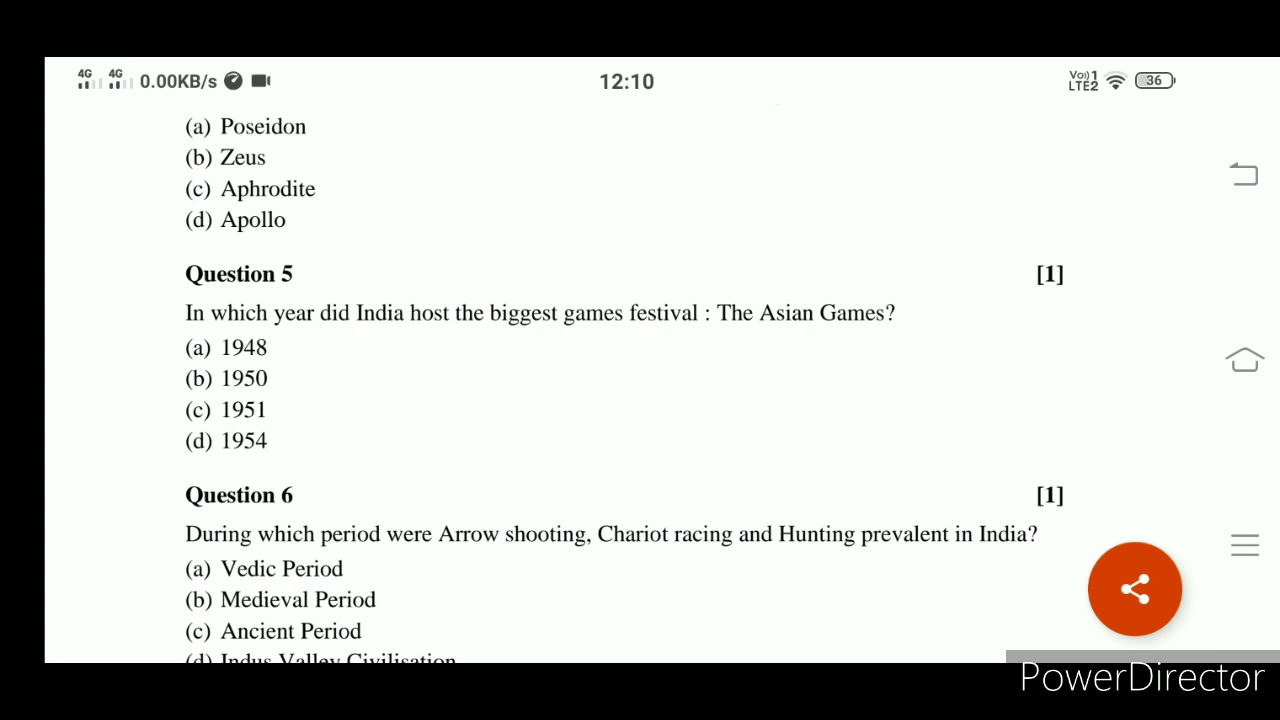 4G 4G 0.00KB/s 12:10 Vo)) 1 LTE2 36
(a) Poseidon
(b) Zeus
(c) Aphrodite
(d) Apollo
Question 5 [1]
In which year did India host the biggest games festival : The Asian Games?
(a) 1948
(b) 1950
(c) 1951
(d) 1954
Question 6 [1]
During which period were Arrow shooting, Chariot racing and Hunting prevalent in India?
(a) Vedic Period
(b) Medieval Period
(c) Ancient Period
(d) Indus Valley Civilisation
PowerDirector